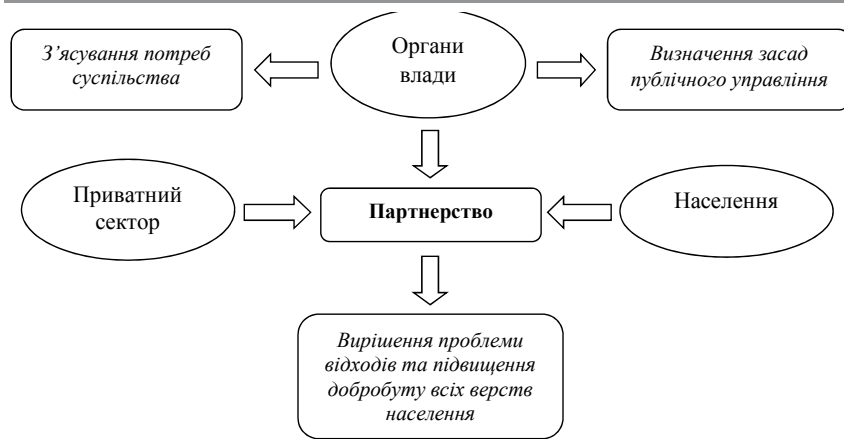 З’ясування потреб
суспільства
Органи
влади
Визначення засад
публічного управління
Приватний
сектор
Партнерство
Населення
Вирішення проблеми
відходів та підвищення
добробуту всіх верств
населення